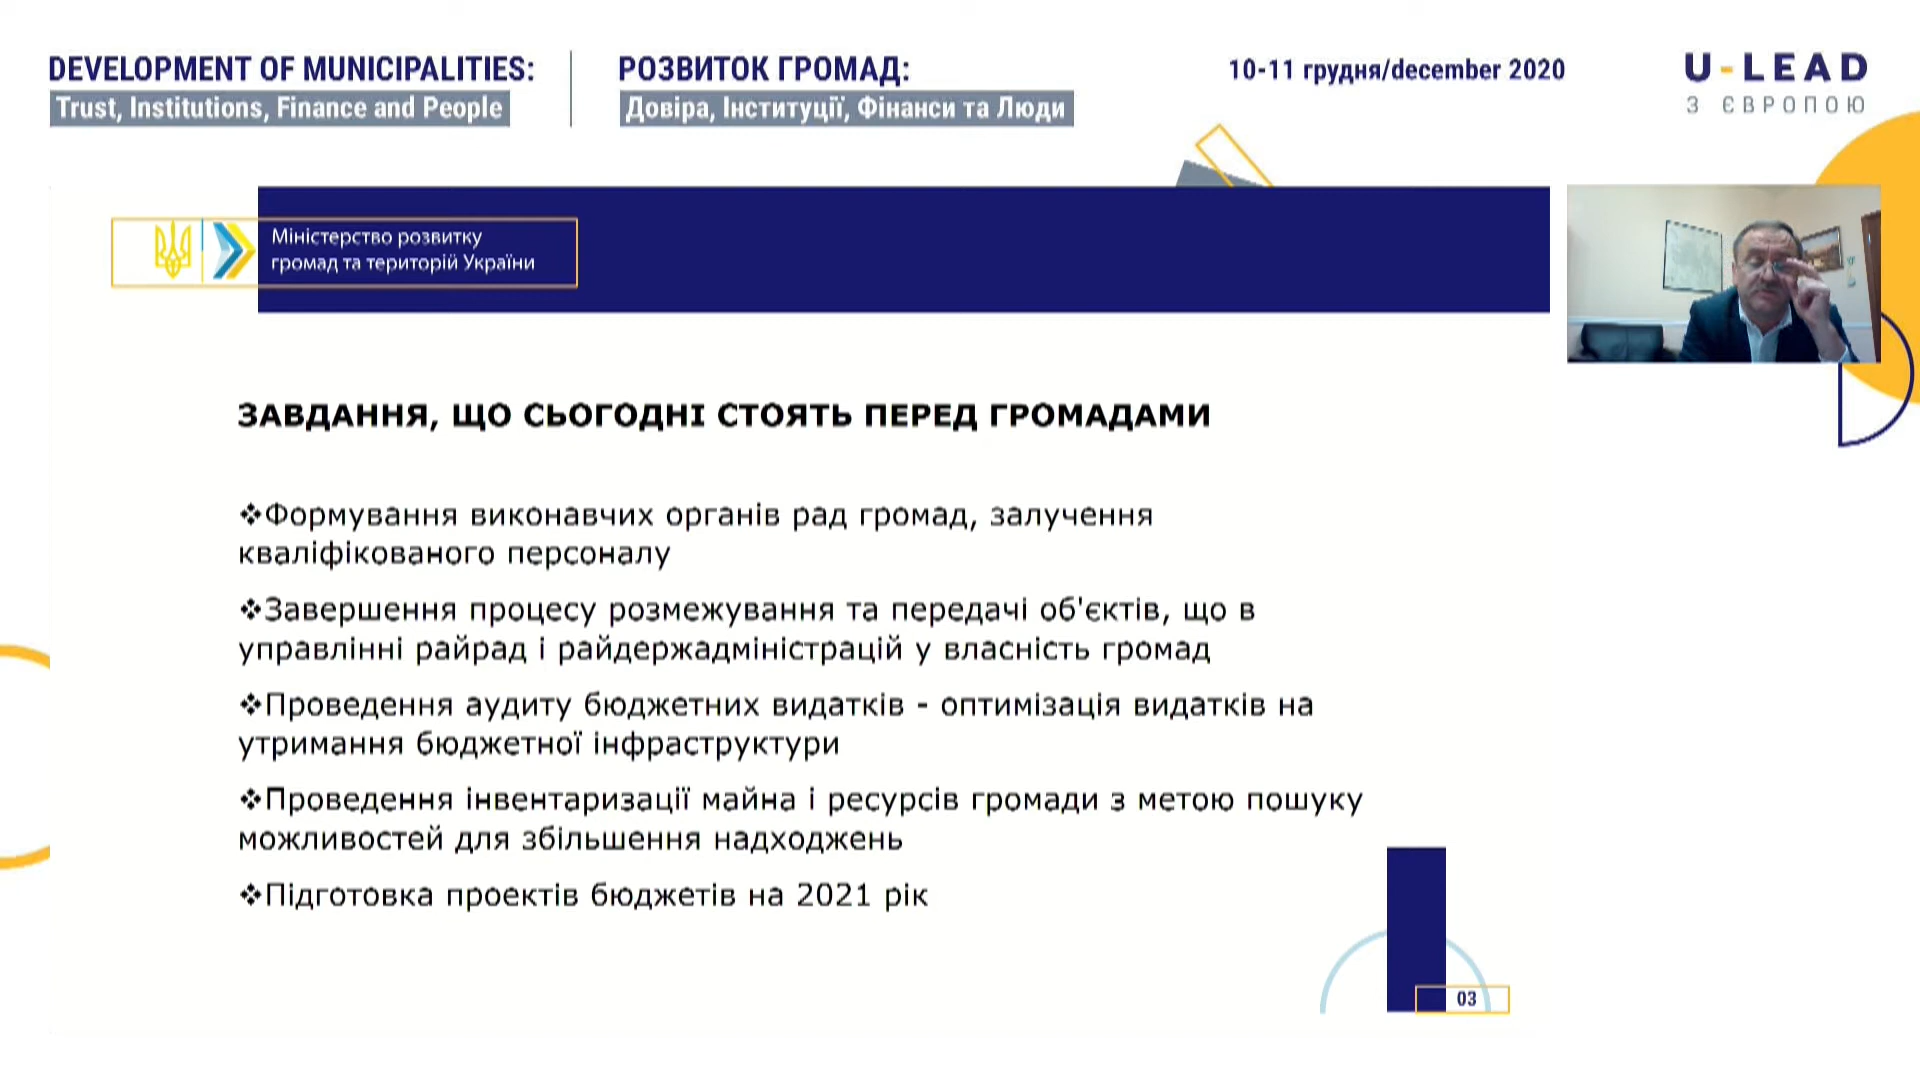 DEVELOPMENT OF MUNICIPALITIES:
Trust, Institutions, Finance and People
РОЗВИТОК ГРОМАД:
Довіра, Інституції, Фінанси та Люди
10-11 грудня/december 2020
U-LEAD
З ЄВРОПОЮ
Міністерство розвитку
громад та територій України
ЗАВДАННЯ, ЩО СЬОГОДНІ СТОЯТЬ ПЕРЕД ГРОМАДАМИ
❖Формування виконавчих органів рад громад, залучення
кваліфікованого персоналу
❖Завершення процесу розмежування та передачі об'єктів, що в
управлінні райрад і райдержадміністрацій у власність громад
❖Проведення аудиту бюджетних видатків - оптимізація видатків на
утримання бюджетної інфраструктури
❖Проведення інвентаризації майна і ресурсів громади з метою пошуку
можливостей для збільшення надходжень
❖Підготовка проектів бюджетів на 2021 рік
03